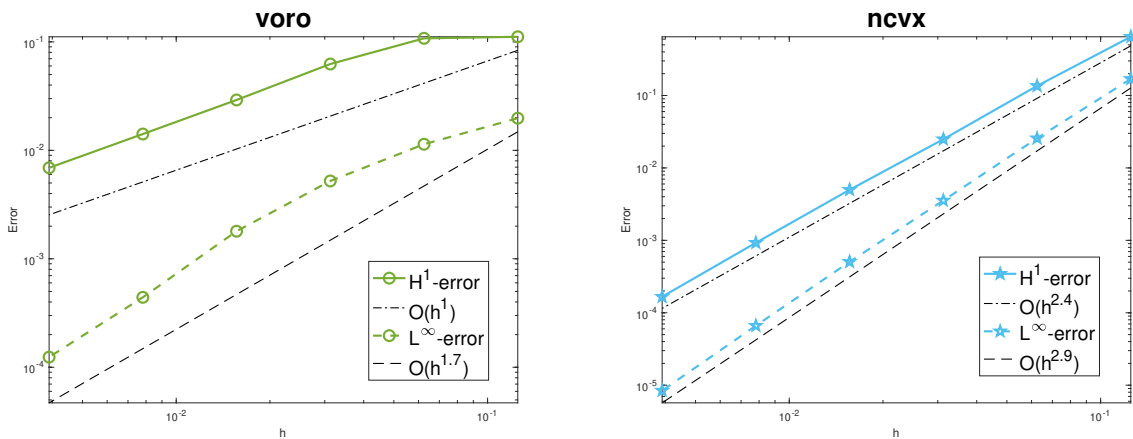 voro
10^-1
10^-2
10^-3
10^-4
Error
10^-2
10^-1
h
H^1-error
O(h^1)
L^∞-error
O(h^1.7)
ncvx
10^-1
10^-2
10^-3
10^-4
10^-5
Error
10^-2
10^-1
h
H^1-error
O(h^2.4)
L^∞-error
O(h^2.9)